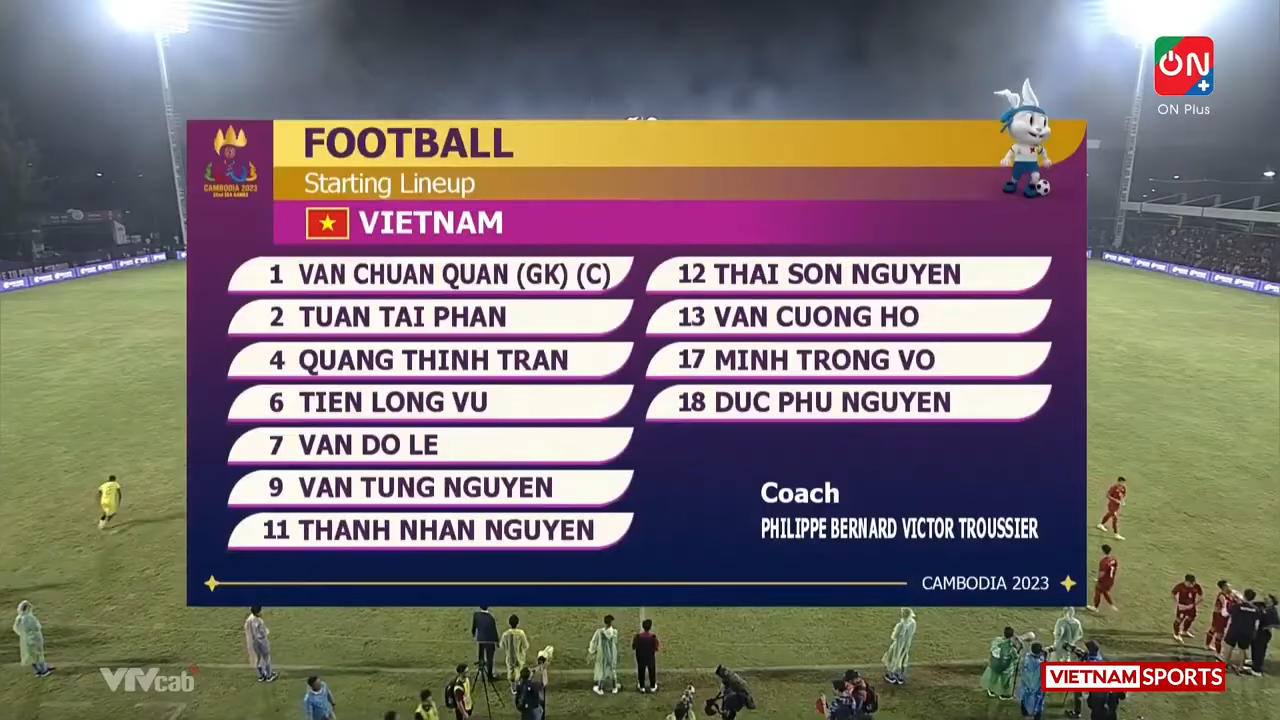 ON
+
ON Plus
CAMBODIA 2023
FOOTBALL
Starting Lineup
VIETNAM
1 VAN CHUAN QUAN (GK) (C)
2 TUAN TAI PHAN
4 QUANG THINH TRAN
6 TIEN LONG VU
7 VAN DO LE
9 VAN TUNG NGUYEN
11 THANH NHAN NGUYEN
12 THAI SON NGUYEN
13 VAN CUONG HO
17 MINH TRONG VO
18 DUC PHU NGUYEN
Coach
PHILIPPE BERNARD VICTOR TROUSSIER
CAMBODIA 2023
VTVcab
VIETNAM SPORTS